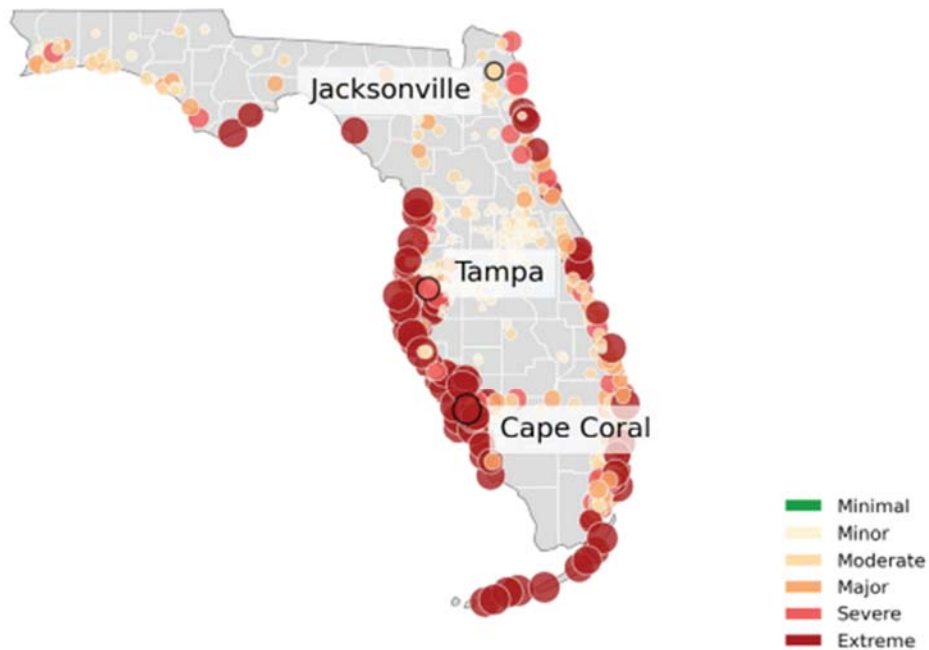 Jacksonville
Tampa
Cape Coral
Minimal
Minor
Moderate
Major
Severe
Extreme